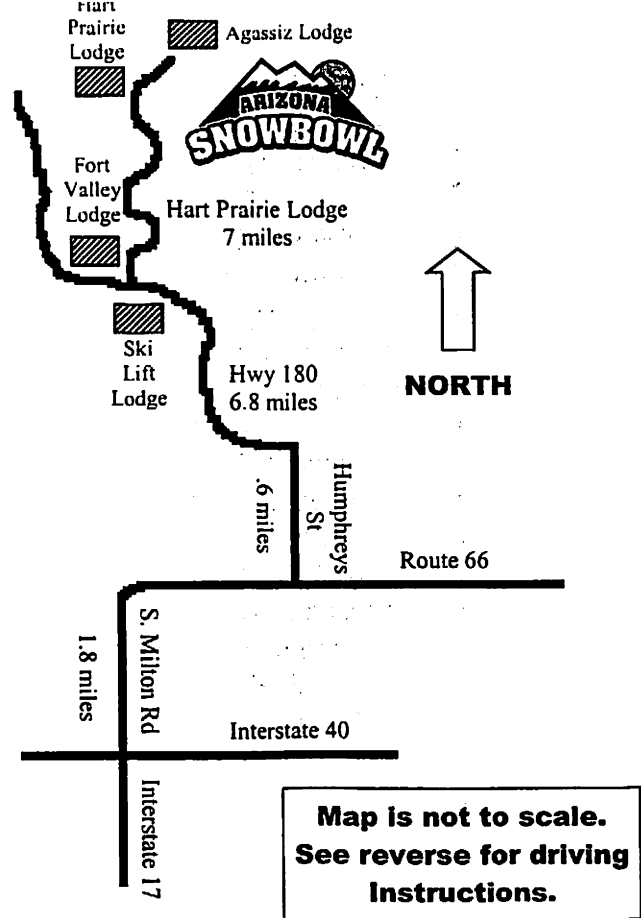 Hart
Prairie
Lodge
Agassiz Lodge
ARIZONA
SNOWBOWL
Fort
Valley
Lodge
Hart Prairie Lodge
7 miles
Ski
Lift
Lodge
Hwy 180
6.8 miles
NORTH
Humphreys
St
.6 miles
Route 66
S. Milton Rd
1.8 miles
Interstate 40
Interstate 17
Map is not to scale.
See reverse for driving
Instructions.